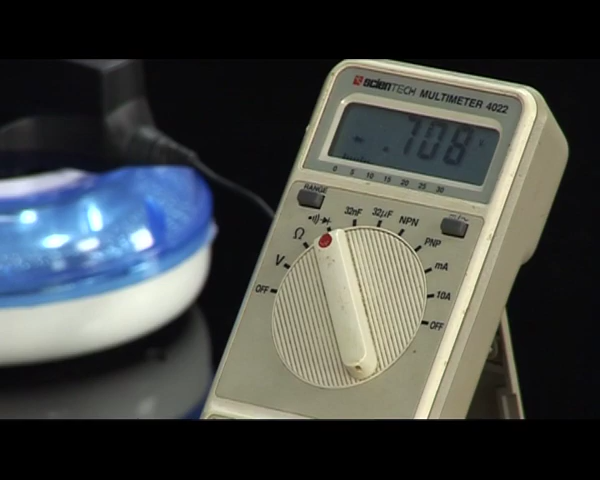 SCIENTECH MULTIMETER 4022
- .708
0 5 10 15 20 25 30
RANGE
32mF 32µF NPN
Ω PNP
V mA
OFF 10A
OFF